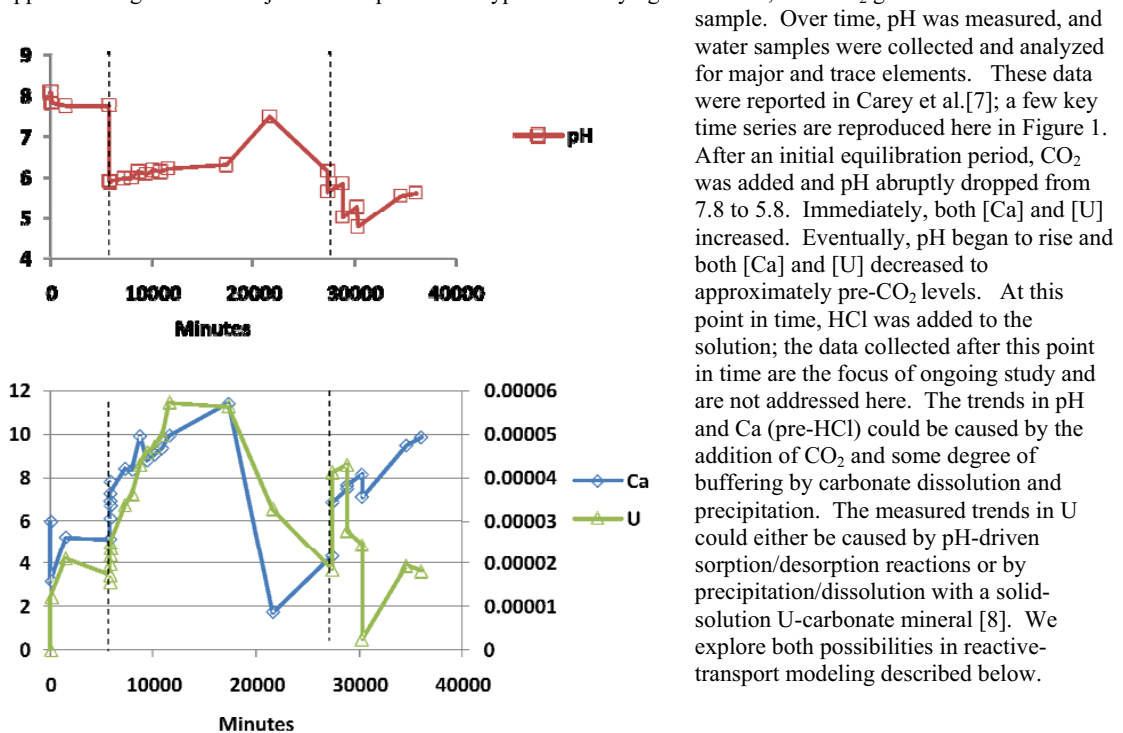 sample. Over time, pH was measured, and
water samples were collected and analyzed
for major and trace elements. These data
were reported in Carey et al.[7]; a few key
time series are reproduced here in Figure 1.
After an initial equilibration period, CO₂
was added and pH abruptly dropped from
7.8 to 5.8. Immediately, both [Ca] and [U]
increased. Eventually, pH began to rise and
both [Ca] and [U] decreased to
approximately pre-CO₂ levels. At this
point in time, HCl was added to the
solution; the data collected after this point
in time are the focus of ongoing study and
are not addressed here. The trends in pH
and Ca (pre-HCl) could be caused by the
addition of CO₂ and some degree of
buffering by carbonate dissolution and
precipitation. The measured trends in U
could either be caused by pH-driven
sorption/desorption reactions or by
precipitation/dissolution with a solid-
solution U-carbonate mineral [8]. We
explore both possibilities in reactive-
transport modeling described below.
9
8
7
6
5
4
0 10000 20000 30000 40000
Minutes
pH
12
10
8
6
4
2
0
0.00006
0.00005
0.00004
0.00003
0.00002
0.00001
0
0 10000 20000 30000 40000
Minutes
Ca
U